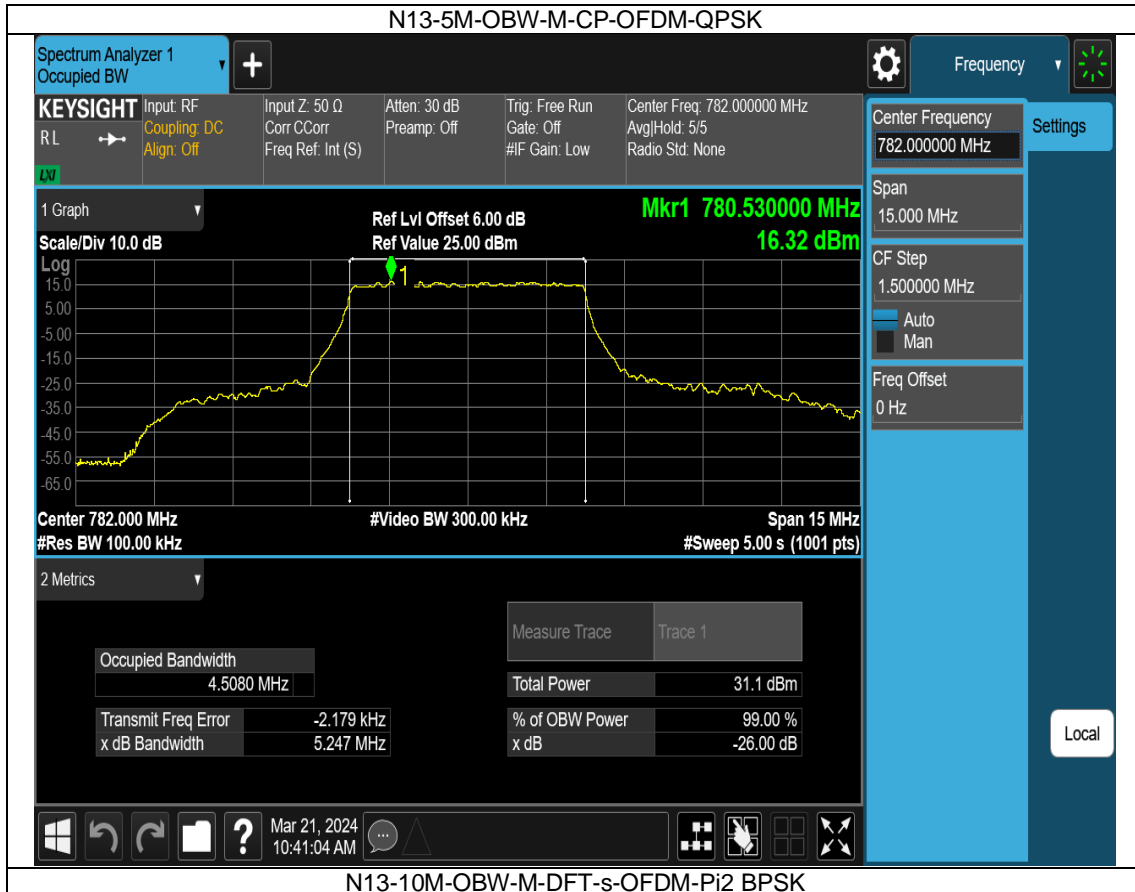 N13-5M-OBW-M-CP-OFDM-QPSK
Spectrum Analyzer 1
Occupied BW
+
Frequency
KEYSIGHT
RL
LXI
Input: RF
Coupling: DC
Align: Off
Input Z: 50 Ω
Corr CCorr
Freq Ref: Int (S)
Atten: 30 dB
Preamp: Off
Trig: Free Run
Gate: Off
#IF Gain: Low
Center Freq: 782.000000 MHz
Avg|Hold: 5/5
Radio Std: None
Center Frequency
782.000000 MHz
Settings
Span
15.000 MHz
CF Step
1.500000 MHz
Auto
Man
Freq Offset
0 Hz
Local
1 Graph
Scale/Div 10.0 dB
Ref Lvl Offset 6.00 dB
Ref Value 25.00 dBm
Mkr1 780.530000 MHz
16.32 dBm
Log
15.0
5.00
-5.00
-15.0
-25.0
-35.0
-45.0
-55.0
-65.0
1
Center 782.000 MHz
#Video BW 300.00 kHz
Span 15 MHz
#Res BW 100.00 kHz
#Sweep 5.00 s (1001 pts)
2 Metrics
Measure Trace Trace 1
Occupied Bandwidth
4.5080 MHz
Total Power 31.1 dBm
Transmit Freq Error -2.179 kHz
% of OBW Power 99.00 %
x dB Bandwidth 5.247 MHz
x dB -26.00 dB
?
Mar 21, 2024
10:41:04 AM
N13-10M-OBW-M-DFT-s-OFDM-Pi2 BPSK